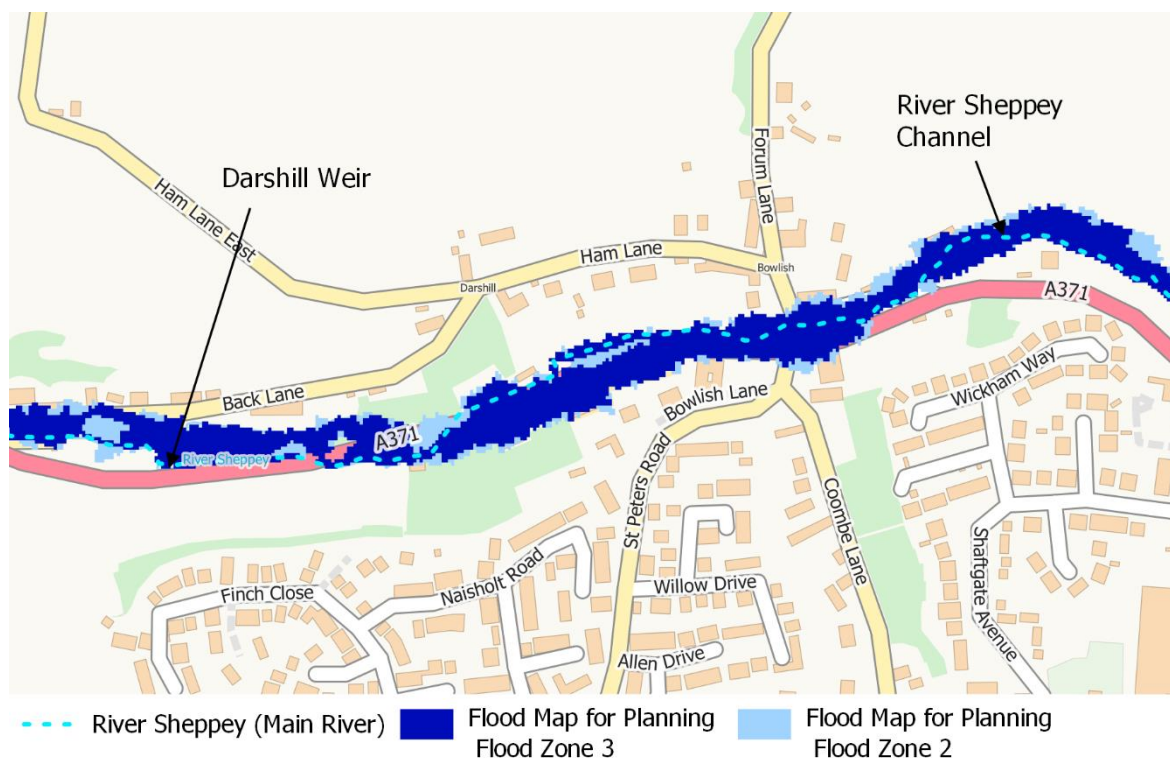 River Sheppey
Channel
Darshill Weir
Forum Lane
Ham Lane East
Ham Lane
Bowlish
Darshill
A371
Wickham Way
Back Lane
A371
Bowlish Lane
River Sheppey
St Peters Road
Coombe Lane
Shaftgate Avenue
Naisholt Road
Finch Close
Willow Drive
Allen Drive
River Sheppey (Main River)
Flood Map for Planning
Flood Zone 3
Flood Map for Planning
Flood Zone 2